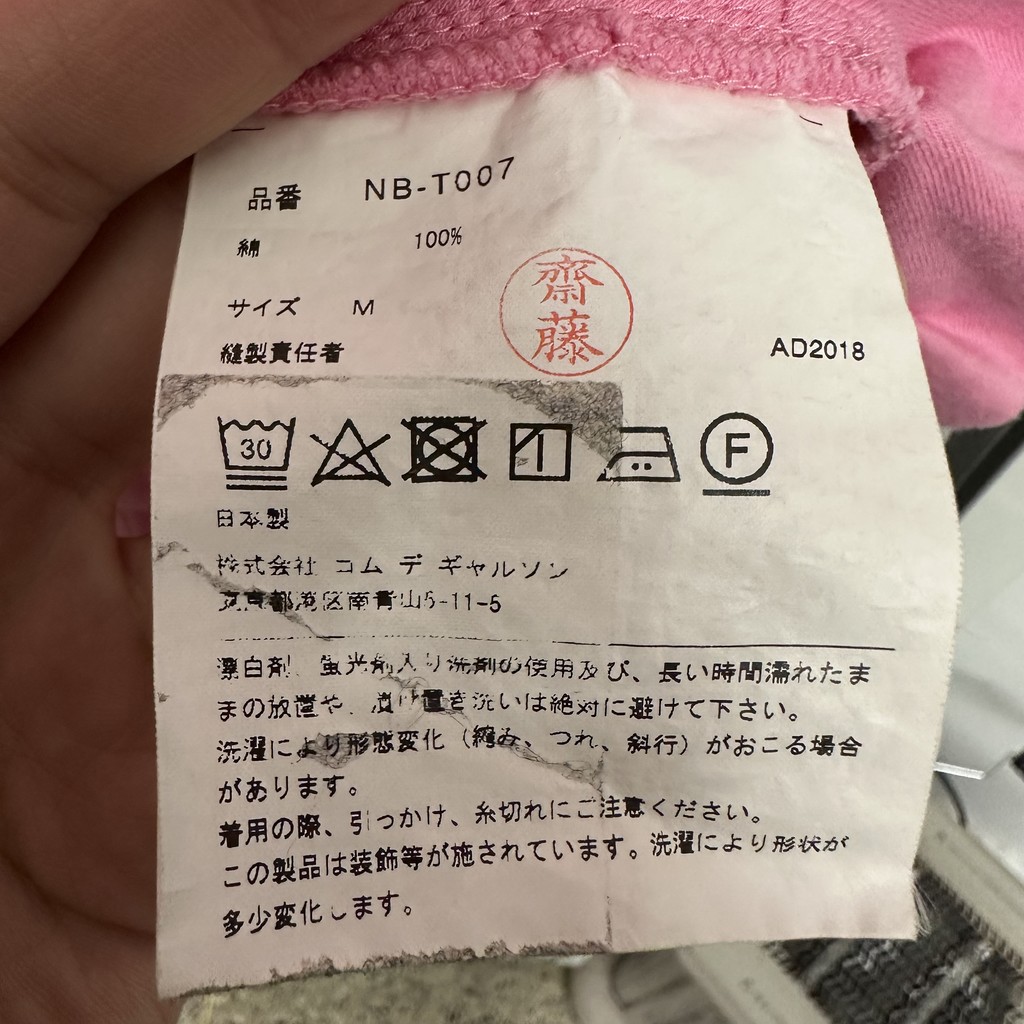 品番 NB-T007
綿 100%
サイズ M
縫製責任者
齋藤
AD2018
30
F
日本製
株式会社 コム デ ギャルソン
東京都港区南青山5-11-5
漂白剤、蛍光剤入り洗剤の使用及び、長い時間濡れたま
まの放置や、漬け置き洗いは絶対に避けて下さい。
洗濯により形態変化（縮み、つれ、斜行）がおこる場合
があります。
着用の際、引っかけ、糸切れにご注意ください。
この製品は装飾等が施されています。洗濯により形状が
多少変化します。